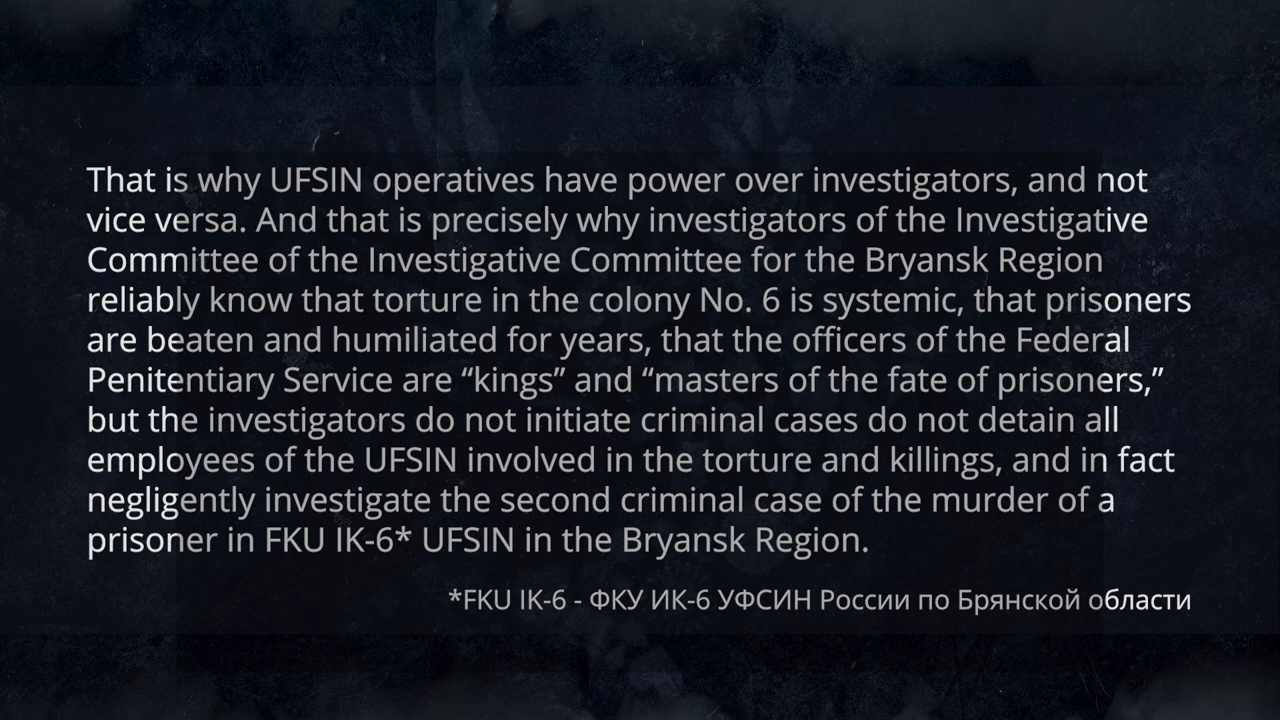 That is why UFSIN operatives have power over investigators, and not
vice versa. And that is precisely why investigators of the Investigative
Committee of the Investigative Committee for the Bryansk Region
reliably know that torture in the colony No. 6 is systemic, that prisoners
are beaten and humiliated for years, that the officers of the Federal
Penitentiary Service are “kings” and “masters of the fate of prisoners,”
but the investigators do not initiate criminal cases do not detain all
employees of the UFSIN involved in the torture and killings, and in fact
negligently investigate the second criminal case of the murder of a
prisoner in FKU IK-6* UFSIN in the Bryansk Region.
*FKU IK-6 - ФКУ ИК-6 УФСИН России по Брянской области